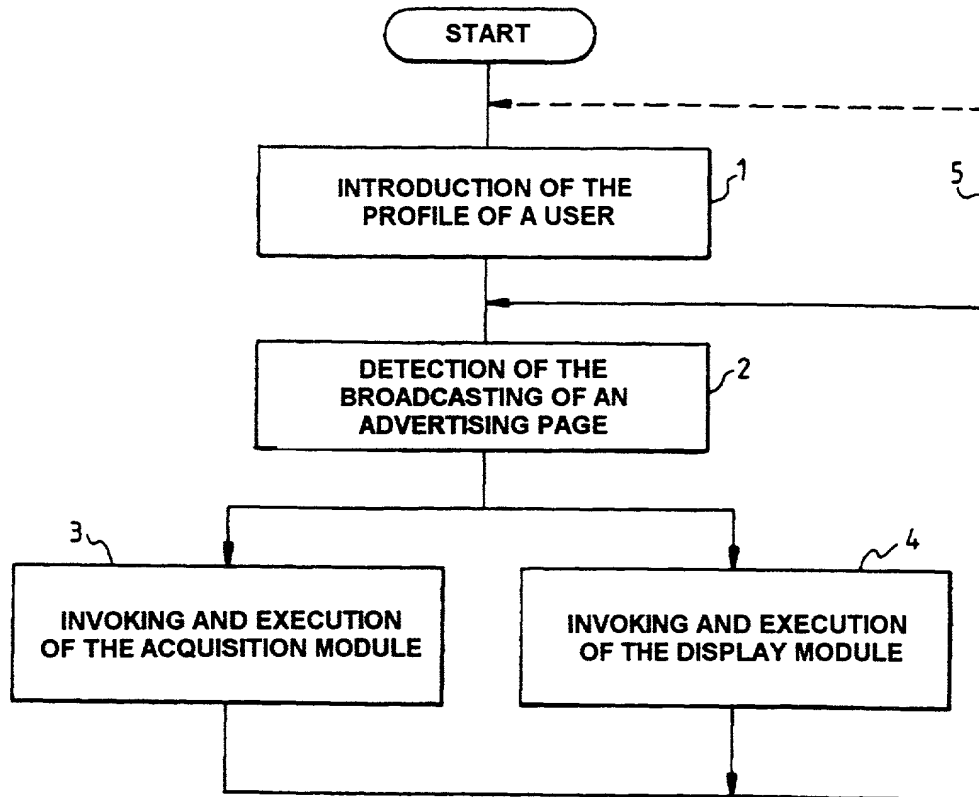 START
1
INTRODUCTION OF THE
PROFILE OF A USER
5
DETECTION OF THE
BROADCASTING OF AN
ADVERTISING PAGE
2
3
4
INVOKING AND EXECUTION
OF THE ACQUISITION MODULE
INVOKING AND EXECUTION
OF THE DISPLAY MODULE